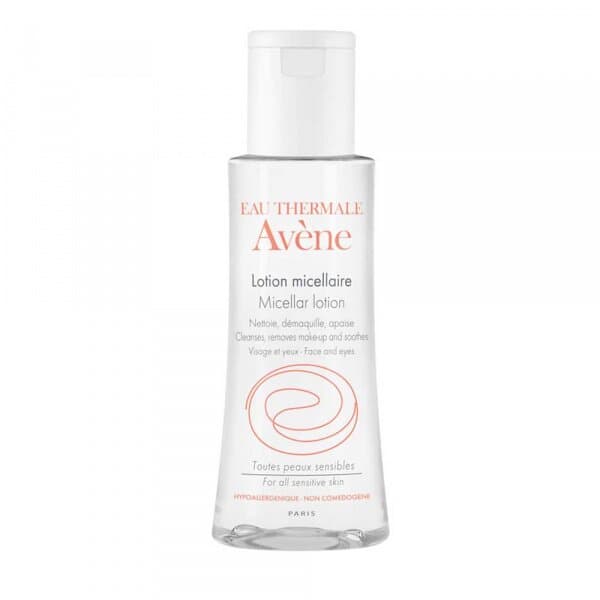 EAU THERMALE
Avène
Lotion micellaire
Micellar lotion
Nettoie, démaquille, apaise
Cleanses, removes make-up and soothes
Visage et yeux - Face and eyes
Toutes peaux sensibles
For all sensitive skin
HYPOALLERGÉNIQUE - NON COMEDOGENE
PARIS